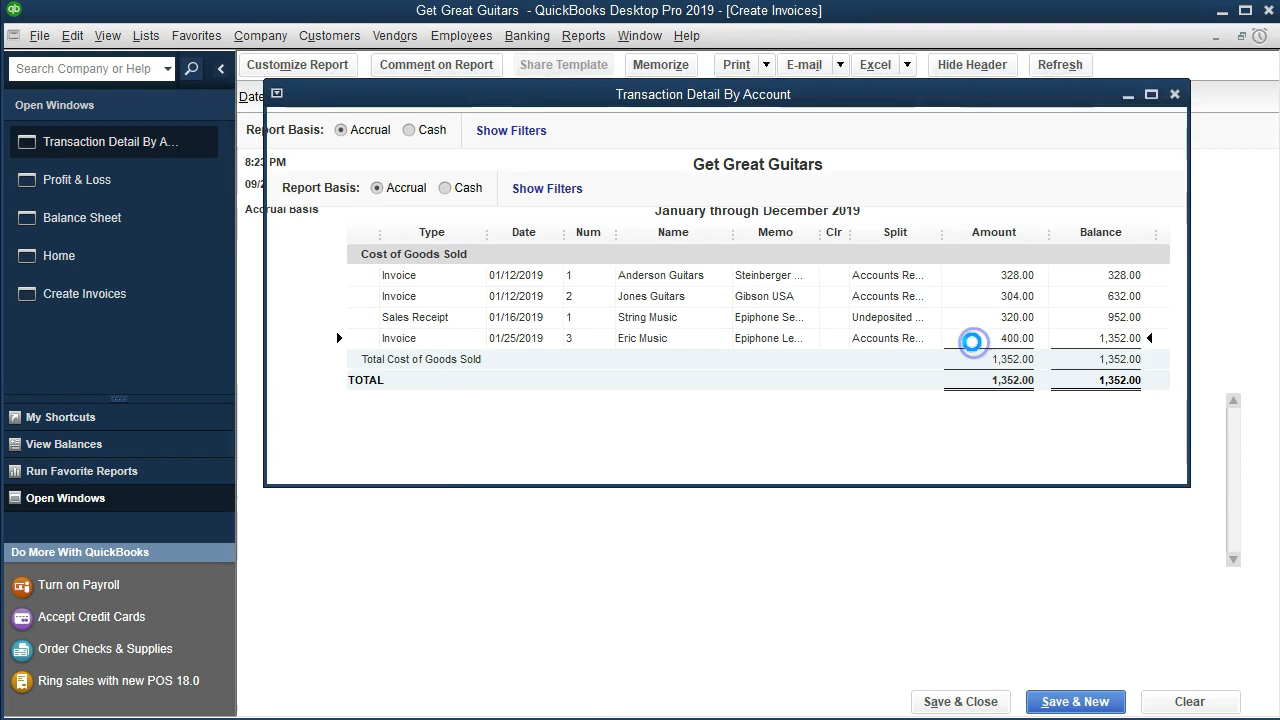 qb
Get Great Guitars - QuickBooks Desktop Pro 2019 - [Create Invoices]
File Edit View Lists Favorites Company Customers Vendors Employees Banking Reports Window Help
Search Company or Help
Customize Report Comment on Report Share Template Memorize Print E-mail Excel Hide Header Refresh
Open Windows
Transaction Detail By A...
Profit & Loss
Balance Sheet
Home
Create Invoices
My Shortcuts
View Balances
Run Favorite Reports
Open Windows
Do More With QuickBooks
Turn on Payroll
Accept Credit Cards
Order Checks & Supplies
Ring sales with new POS 18.0
Transaction Detail By Account
Report Basis: Accrual Cash Show Filters
8:23 PM
Get Great Guitars
Report Basis: Accrual Cash Show Filters
Accrual Basis
January through December 2019
Type Date Num Name Memo Clr Split Amount Balance
Cost of Goods Sold
Invoice 01/12/2019 1 Anderson Guitars Steinberger ... Accounts Re... 328.00 328.00
Invoice 01/12/2019 2 Jones Guitars Gibson USA Accounts Re... 304.00 632.00
Sales Receipt 01/16/2019 1 String Music Epiphone Se... Undeposited ... 320.00 952.00
Invoice 01/25/2019 3 Eric Music Epiphone Le... Accounts Re... 400.00 1,352.00
Total Cost of Goods Sold 1,352.00 1,352.00
TOTAL 1,352.00 1,352.00
Save & Close Save & New Clear